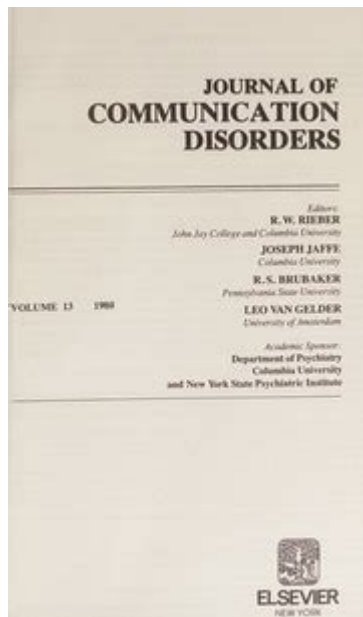 JOURNAL OF
COMMUNICATION
DISORDERS
Editors:
R. W. RIEBER
John Jay College and Columbia University
JOSEPH JAFFE
Columbia University
R. S. BRUBAKER
Pennsylvania State University
VOLUME 13 1980
LEO VAN GELDER
University of Amsterdam
Academic Sponsor:
Department of Psychiatry
Columbia University
and New York State Psychiatric Institute
ELSEVIER
NEW YORK